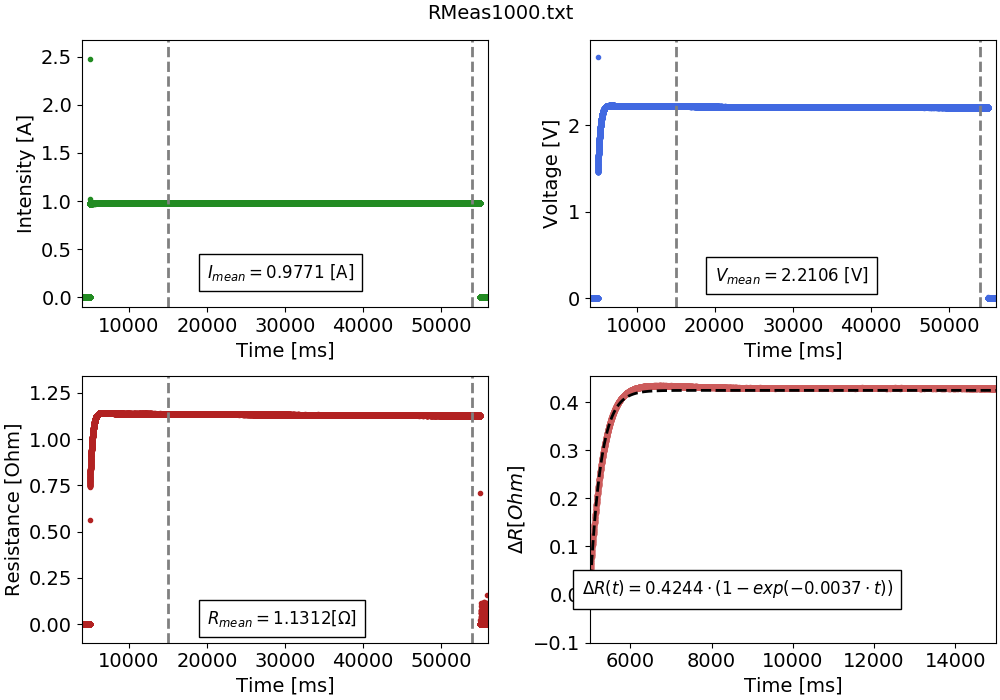 RMeas1000.txt
2.5
2.0
1.5
1.0
0.5
0.0
Intensity [A]
I_mean = 0.9771 [A]
10000 20000 30000 40000 50000
Time [ms]
2
1
0
Voltage [V]
V_mean = 2.2106 [V]
10000 20000 30000 40000 50000
Time [ms]
1.25
1.00
0.75
0.50
0.25
0.00
Resistance [Ohm]
R_mean = 1.1312[Ω]
10000 20000 30000 40000 50000
Time [ms]
0.4
0.3
0.2
0.1
−0.1
ΔR[Ohm]
ΔR(t) = 0.4244 · (1 − exp(−0.0037 · t))
6000 8000 10000 12000 14000
Time [ms]